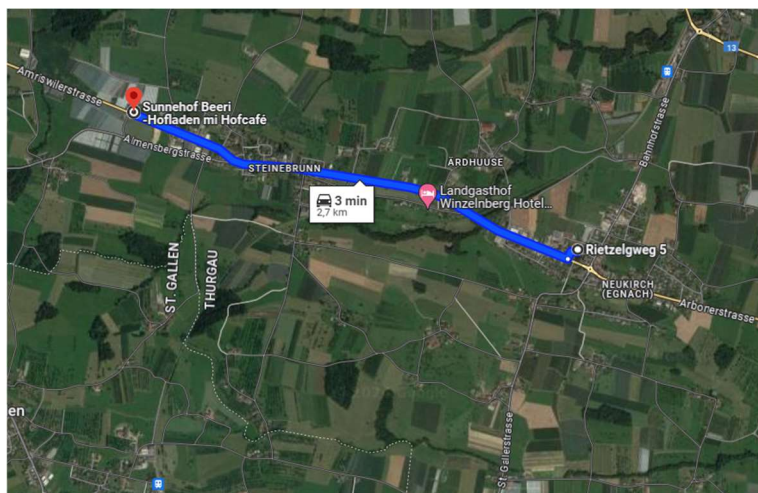 13
Amriswilerstrasse
Sunnehof Beeri
-Hofladen mi Hofcafé
Almensbergstrasse
STEINEBRUNN
ARDHUUSE
Bahnhofstrasse
3 min
2,7 km
Landgasthof
Winzelnberg Hotel...
Rietzelgweg 5
ST. GALLEN
THURGAU
NEUKIRCH
(EGNACH)
Arbonerstrasse
St. Gallerstrasse
en